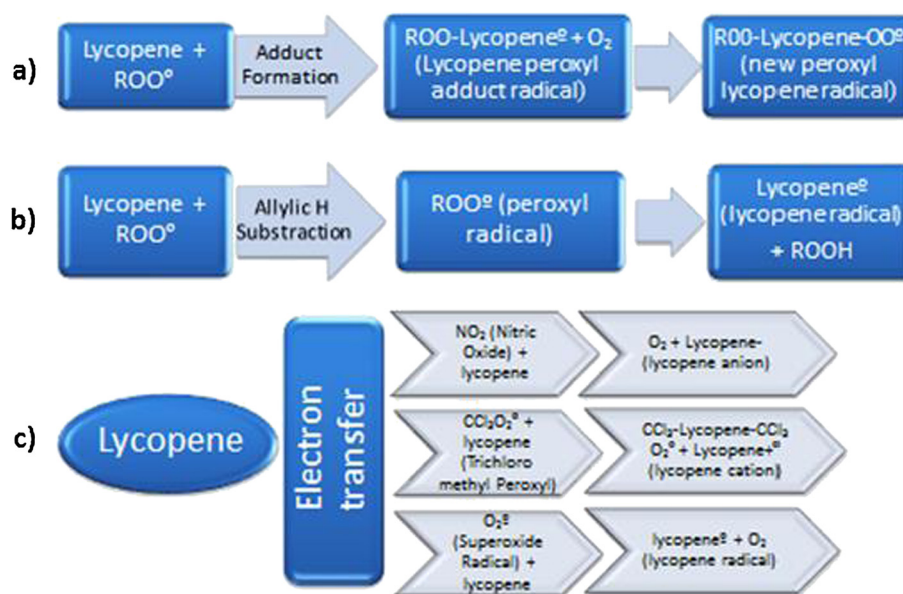 a)
Lycopene +
ROOº
Adduct
Formation
ROO-Lycopeneº + O₂
(Lycopene peroxyl
adduct radical)
R00-Lycopene-OOº
(new peroxyl
lycopene radical)
b)
Lycopene +
ROOº
Allylic H
Substraction
ROOº (peroxyl
radical)
Lycopeneº
(lycopene radical)
+ ROOH
c)
Lycopene
Electron
transfer
NO₂ (Nitric
Oxide) +
lycopene
O₂ + Lycopene-
(lycopene anion)
CCl₃O₂º +
lycopene
(Trichloro
methyl Peroxyl)
CCl₃-Lycopene-CCl₃
O₂º + Lycopene+º
(lycopene cation)
O₂º
(Superoxide
Radical) +
lycopene
lycopeneº + O₂
(lycopene radical)